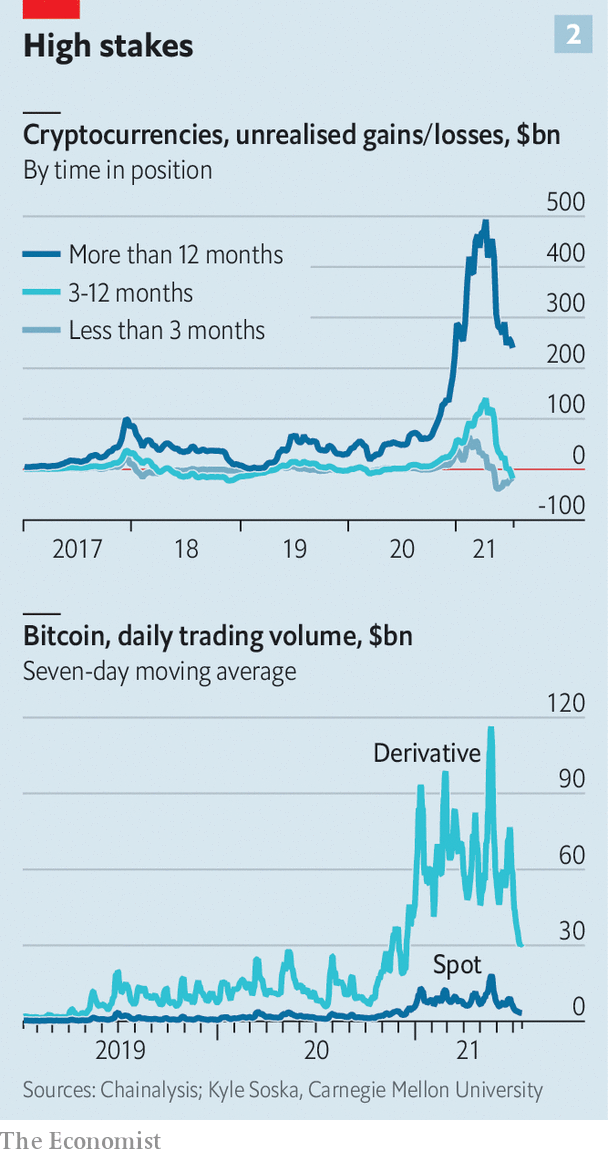 High stakes
2
Cryptocurrencies, unrealised gains/losses, $bn
By time in position
More than 12 months
3-12 months
Less than 3 months
500
400
300
200
100
0
-100
2017
18
19
20
21
Bitcoin, daily trading volume, $bn
Seven-day moving average
120
Derivative
90
60
30
Spot
0
2019
20
21
Sources: Chainalysis; Kyle Soska, Carnegie Mellon University
The Economist